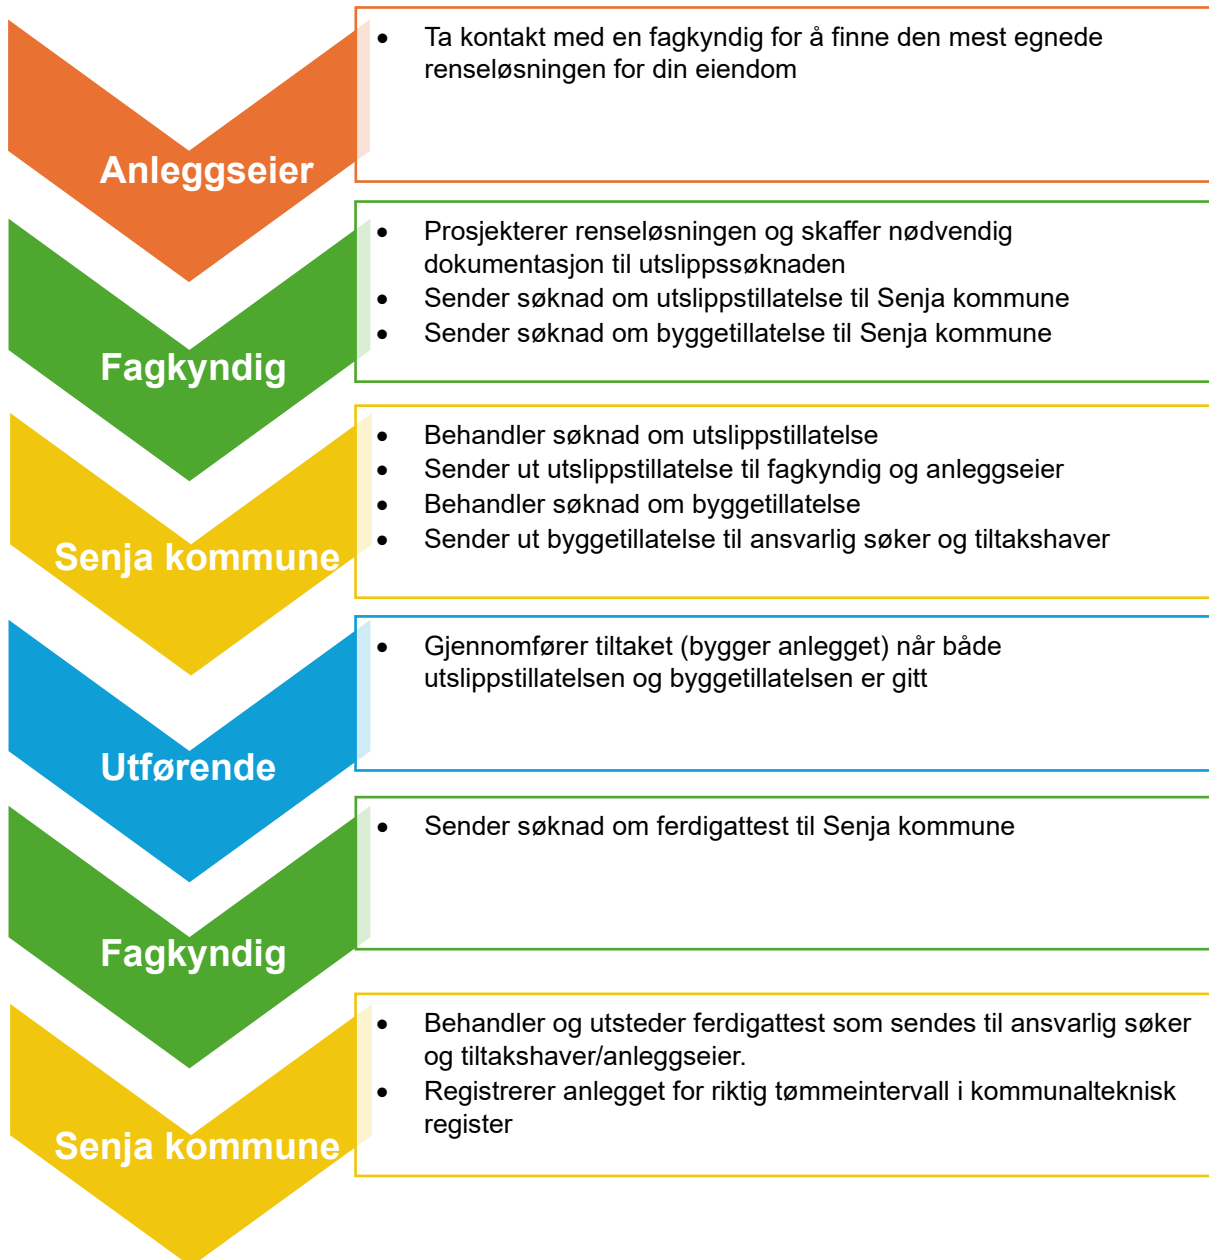 • Ta kontakt med en fagkyndig for å finne den mest egnede
renseløsningen for din eiendom
Anleggseier
• Prosjekterer renseløsningen og skaffer nødvendig
dokumentasjon til utslippssøknaden
• Sender søknad om utslippstillatelse til Senja kommune
• Sender søknad om byggetillatelse til Senja kommune
Fagkyndig
• Behandler søknad om utslippstillatelse
• Sender ut utslippstillatelse til fagkyndig og anleggseier
• Behandler søknad om byggetillatelse
• Sender ut byggetillatelse til ansvarlig søker og tiltakshaver
Senja kommune
• Gjennomfører tiltaket (bygger anlegget) når både
utslippstillatelsen og byggetillatelsen er gitt
Utførende
• Sender søknad om ferdigattest til Senja kommune
Fagkyndig
• Behandler og utsteder ferdigattest som sendes til ansvarlig søker
og tiltakshaver/anleggseier.
• Registrerer anlegget for riktig tømmeintervall i kommunalteknisk
register
Senja kommune